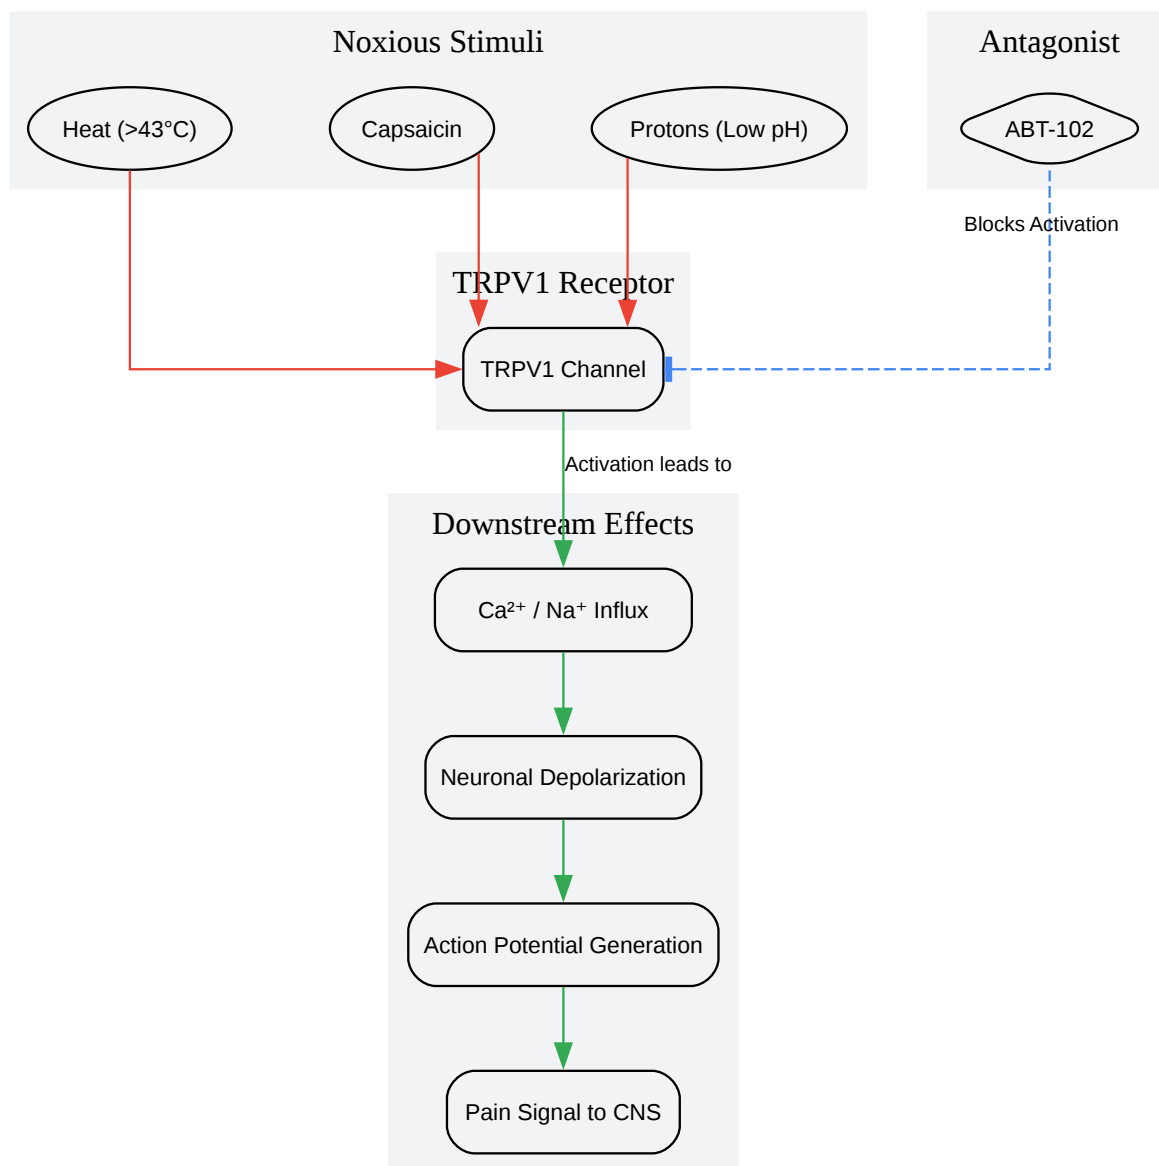 Noxious Stimuli
Antagonist
Heat (>43°C)
Capsaicin
Protons (Low pH)
ABT-102
Blocks Activation
TRPV1 Receptor
TRPV1 Channel
Activation leads to
Downstream Effects
Ca²⁺ / Na⁺ Influx
Neuronal Depolarization
Action Potential Generation
Pain Signal to CNS